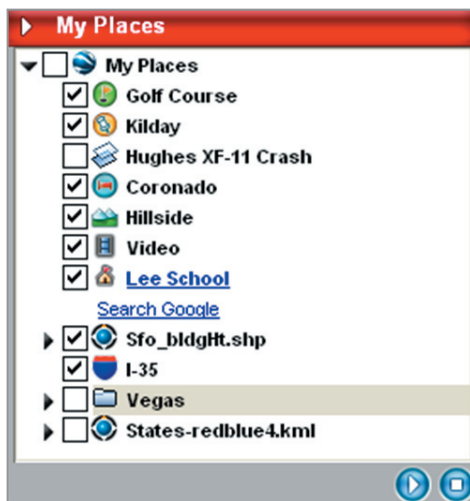 My Places
My Places
Golf Course
Kilday
Hughes XF-11 Crash
Coronado
Hillside
Video
Lee School
Search Google
Sfo_bldgHt.shp
I-35
Vegas
States-redblue4.kml